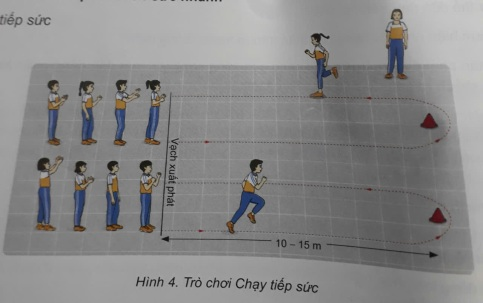 tiếp sức
Vạch xuất phát
10 – 15 m
Hình 4. Trò chơi Chạy tiếp sức